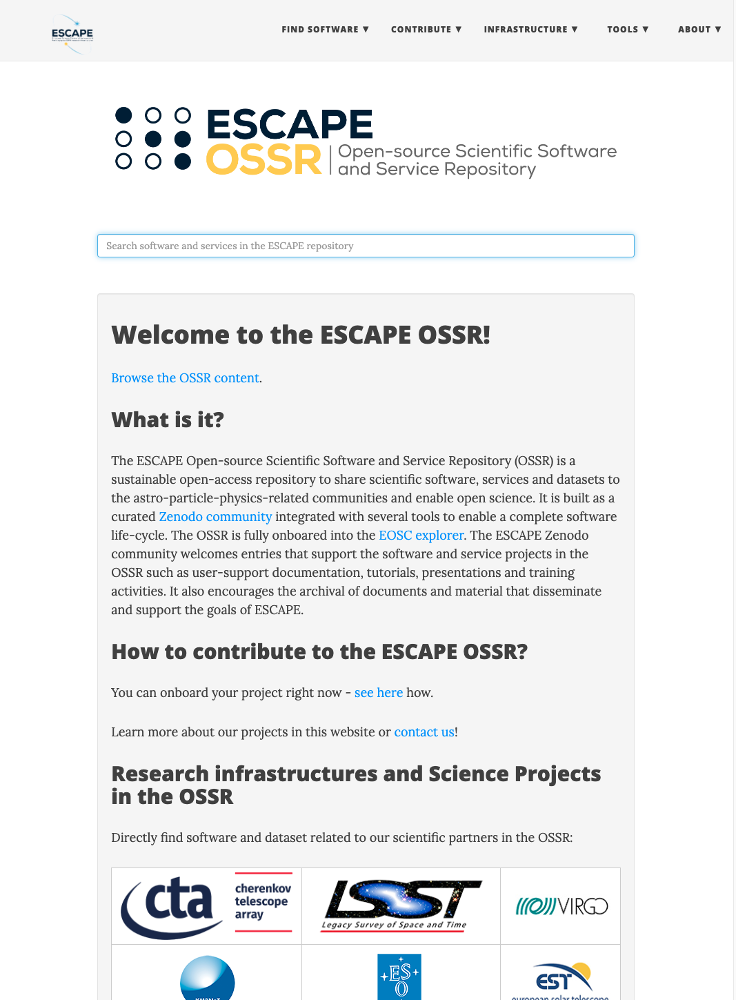 ESCAPE
FIND SOFTWARE ▼
CONTRIBUTE ▼
INFRASTRUCTURE ▼
TOOLS ▼
ABOUT ▼
ESCAPE
OSSR
Open-source Scientific Software
and Service Repository
Search software and services in the ESCAPE repository
Welcome to the ESCAPE OSSR!
Browse the OSSR content.
What is it?
The ESCAPE Open-source Scientific Software and Service Repository (OSSR) is a
sustainable open-access repository to share scientific software, services and datasets to
the astro-particle-physics-related communities and enable open science. It is built as a
curated Zenodo community integrated with several tools to enable a complete software
life-cycle. The OSSR is fully onboarded into the EOSC explorer. The ESCAPE Zenodo
community welcomes entries that support the software and service projects in the
OSSR such as user-support documentation, tutorials, presentations and training
activities. It also encourages the archival of documents and material that disseminate
and support the goals of ESCAPE.
How to contribute to the ESCAPE OSSR?
You can onboard your project right now - see here how.
Learn more about our projects in this website or contact us!
Research infrastructures and Science Projects
in the OSSR
Directly find software and dataset related to our scientific partners in the OSSR:
cta
cherenkov
telescope
array
LSST
Legacy Survey of Space and Time
VIRGO
KM3NeT
ESO
EST
european solar telescope